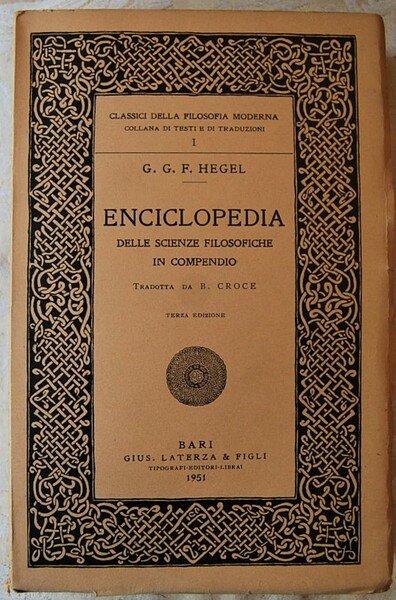 CLASSICI DELLA FILOSOFIA MODERNA
COLLANA DI TESTI E DI TRADUZIONI
I
G. G. F. HEGEL
ENCICLOPEDIA
DELLE SCIENZE FILOSOFICHE
IN COMPENDIO
TRADOTTA DA B. CROCE
TERZA EDIZIONE
BARI
GIUS. LATERZA & FIGLI
TIPOGRAFI-EDITORI-LIBRAI
1951